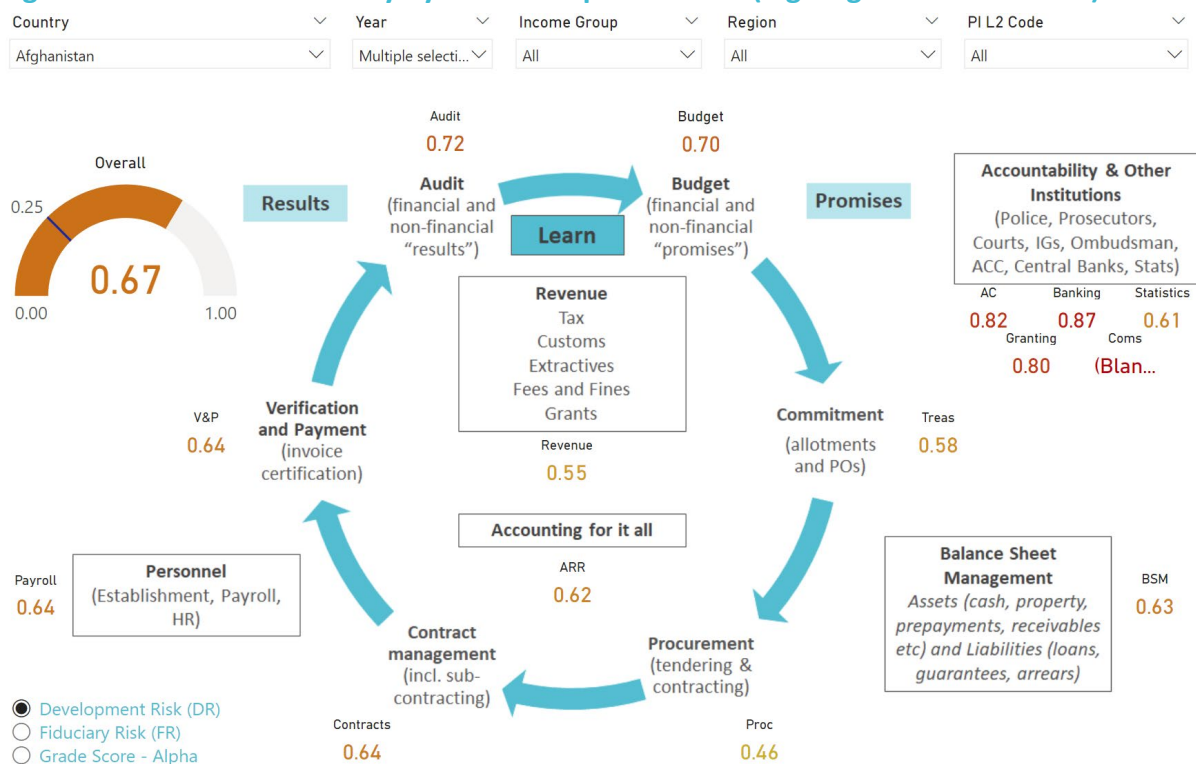 Country
Year
Income Group
Region
PI L2 Code
Afghanistan
Multiple selecti...
All
All
All
Overall
0.25
0.67
0.00
1.00
Results
Audit
0.72
Audit
(financial and
non-financial
“results”)
Learn
Budget
0.70
Budget
(financial and
non-financial
“promises”)
Promises
Accountability & Other
Institutions
(Police, Prosecutors,
Courts, IGs, Ombudsman,
ACC, Central Banks, Stats)
AC
Banking
Statistics
0.82
0.87
0.61
Granting
Coms
0.80
(Blan...
Revenue
Tax
Customs
Extractives
Fees and Fines
Grants
Revenue
0.55
V&P
0.64
Verification
and Payment
(invoice
certification)
Commitment
(allotments
and POs)
Treas
0.58
Accounting for it all
ARR
0.62
Payroll
0.64
Personnel
(Establishment, Payroll,
HR)
Balance Sheet
Management
Assets (cash, property,
prepayments, receivables
etc) and Liabilities (loans,
guarantees, arrears)
BSM
0.63
Contract
management
(incl. sub-
contracting)
Contracts
0.64
Procurement
(tendering &
contracting)
Proc
0.46
Development Risk (DR)
Fiduciary Risk (FR)
Grade Score - Alpha